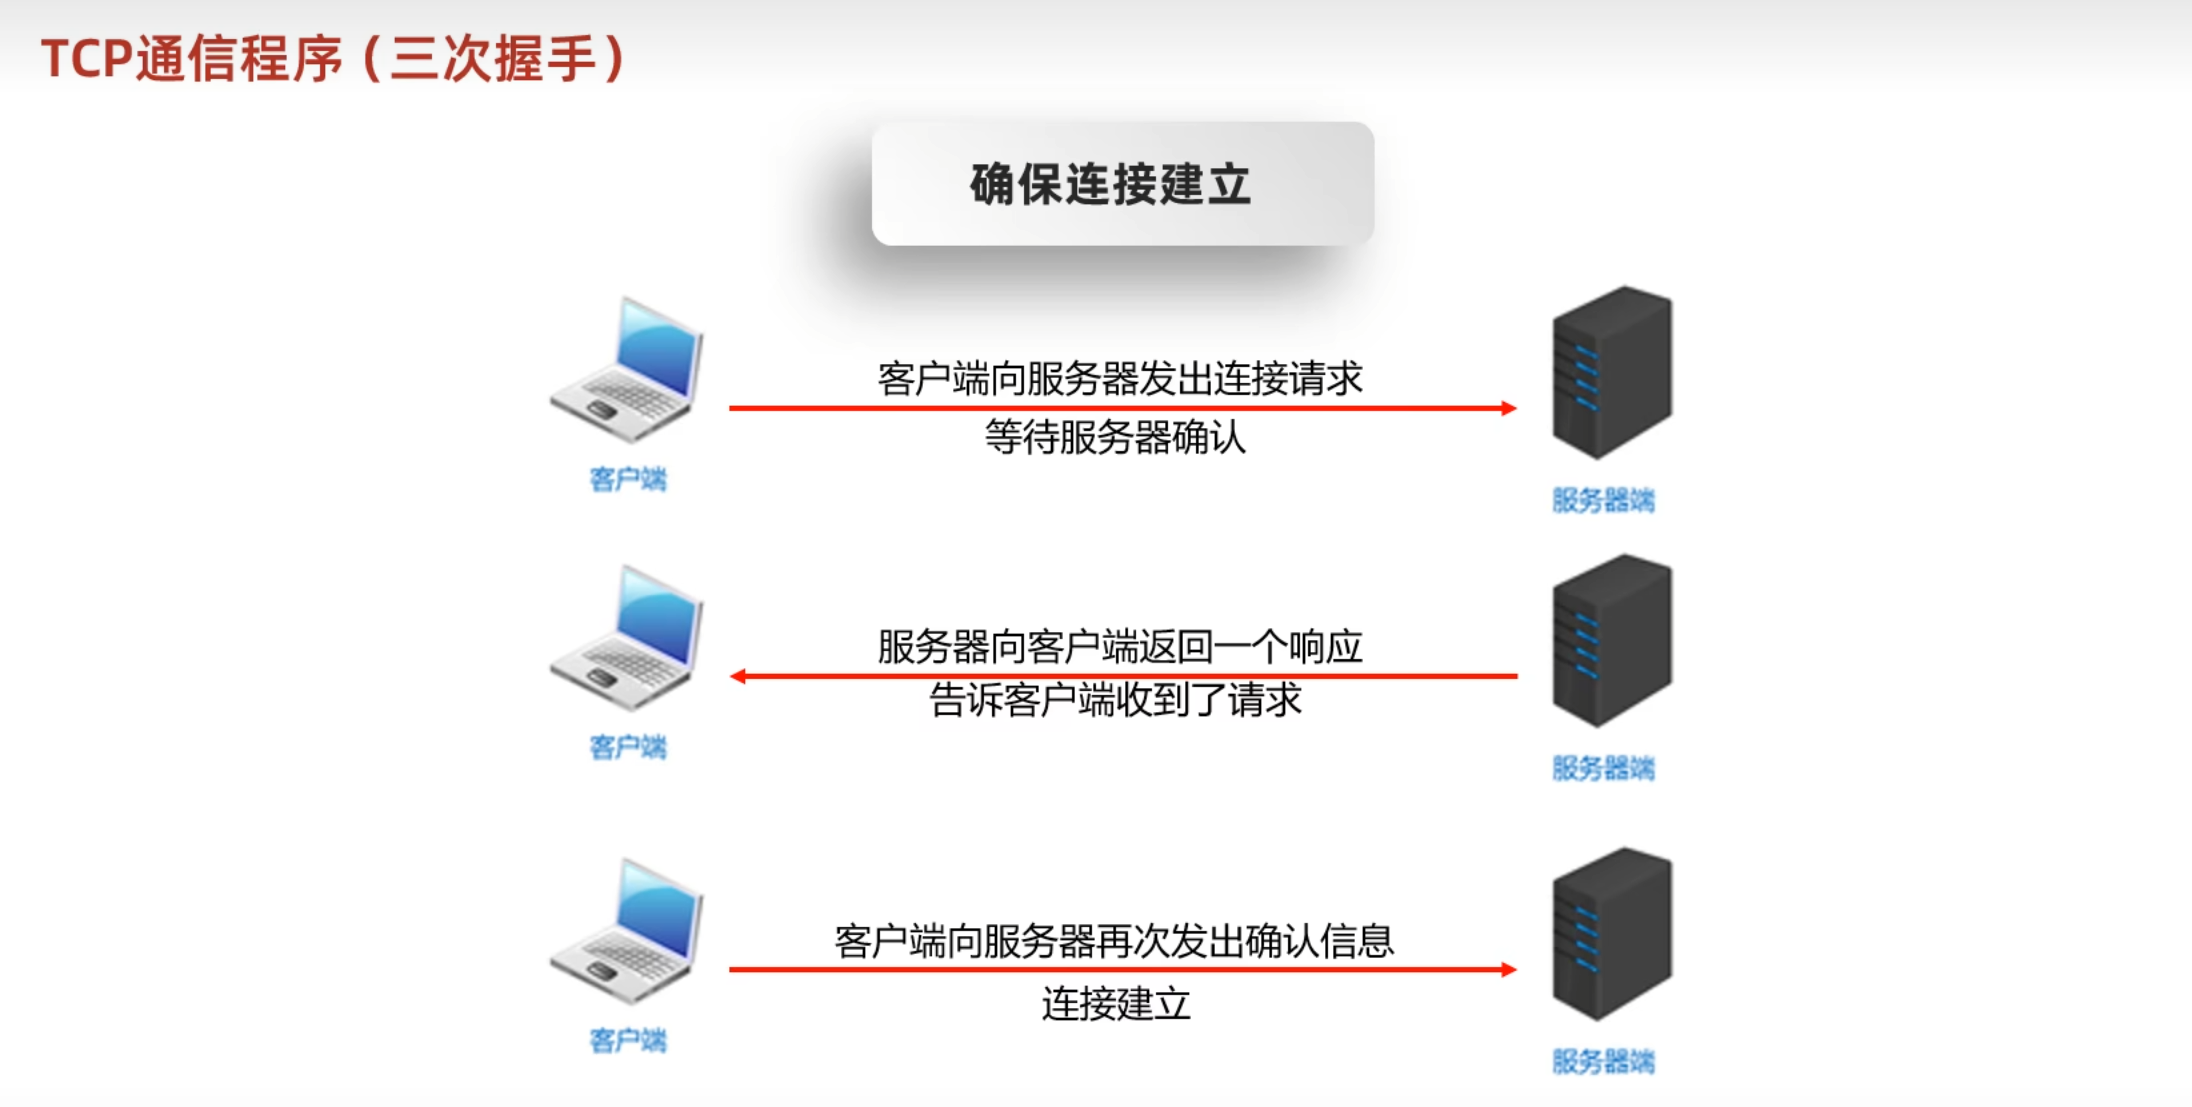 TCP通信程序（三次握手）
确保连接建立
客户端向服务器发出连接请求
等待服务器确认
客户端
服务器端
服务器向客户端返回一个响应
告诉客户端收到了请求
客户端
服务器端
客户端向服务器再次发出确认信息
连接建立
客户端
服务器端